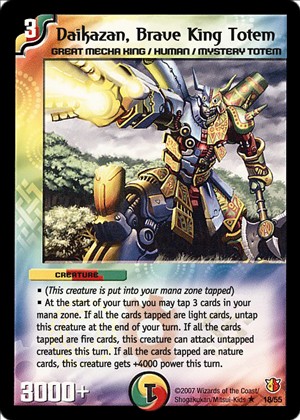 3
Daikazan, Brave King Totem
GREAT MECHA KING / HUMAN / MYSTERY TOTEM
CREATURE
▪ (This creature is put into your mana zone tapped)
▪ At the start of your turn you may tap 3 cards in your
mana zone. If all the cards tapped are light cards, untap
this creature at the end of your turn. If all the cards
tapped are fire cards, this creature can attack untapped
creatures this turn. If all the cards tapped are nature
cards, this creature gets +4000 power this turn.
3000+
1
©2007 Wizards of the Coast/
Shogakukan/Mitsui-Kids ★ 18/55